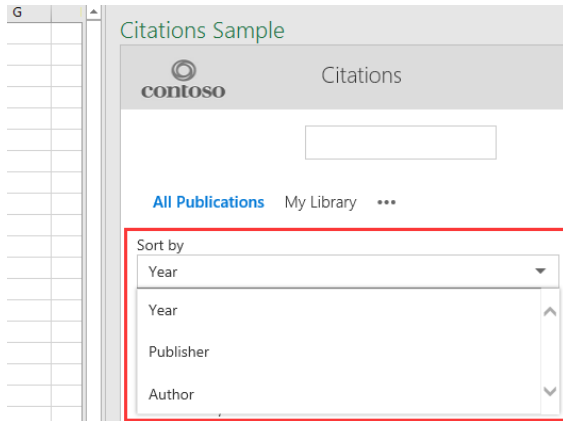 G
Citations Sample
contoso
Citations
All Publications My Library •••
Sort by
Year
Year
Publisher
Author